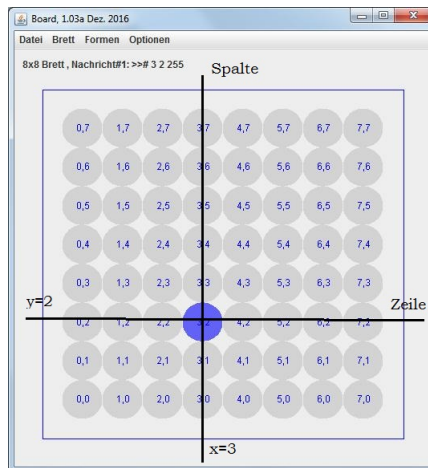 Board, 1.03a Dez. 2016
Datei Brett Formen Optionen
8x8 Brett , Nachricht#1: >># 3 2 255
Spalte
0,7 1,7 2,7 3,7 4,7 5,7 6,7 7,7
0,6 1,6 2,6 3,6 4,6 5,6 6,6 7,6
0,5 1,5 2,5 3,5 4,5 5,5 6,5 7,5
0,4 1,4 2,4 3,4 4,4 5,4 6,4 7,4
0,3 1,3 2,3 3,3 4,3 5,3 6,3 7,3
y=2 Zeile
0,2 1,2 2,2 3,2 4,2 5,2 6,2 7,2
0,1 1,1 2,1 3,1 4,1 5,1 6,1 7,1
0,0 1,0 2,0 3,0 4,0 5,0 6,0 7,0
x=3